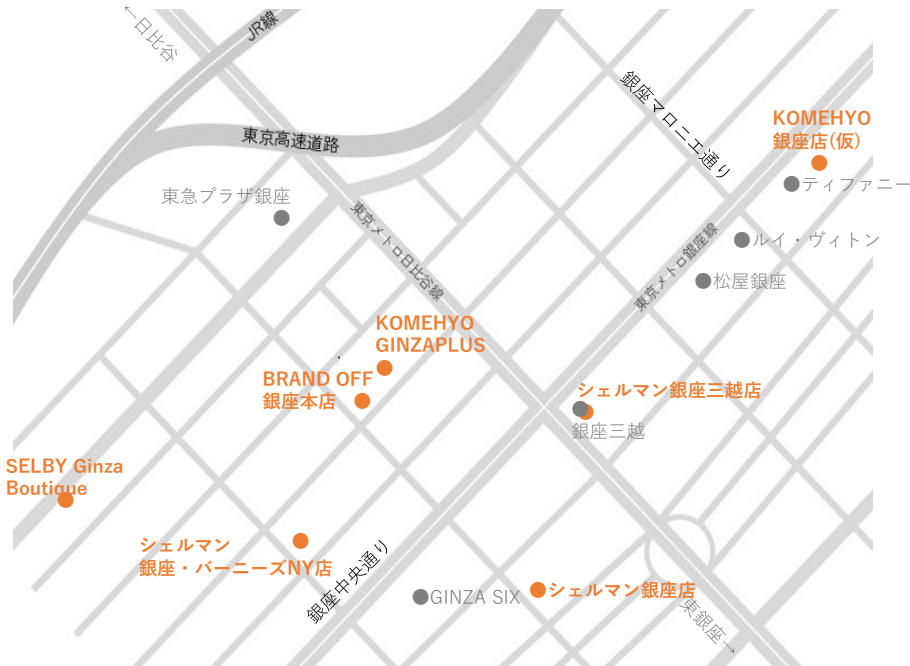 ←日比谷
JR線
銀座マロニエ通り
KOMEHYO
銀座店(仮)
東京高速道路
ティファニー
東急プラザ銀座
東京メトロ日比谷線
東京メトロ銀座線
ルイ・ヴィトン
松屋銀座
KOMEHYO
GINZAPLUS
BRAND OFF
銀座本店
シェルマン銀座三越店
銀座三越
SELBY Ginza
Boutique
シェルマン
銀座・バーニーズNY店
銀座中央通り
GINZA SIX
シェルマン銀座店
東銀座→